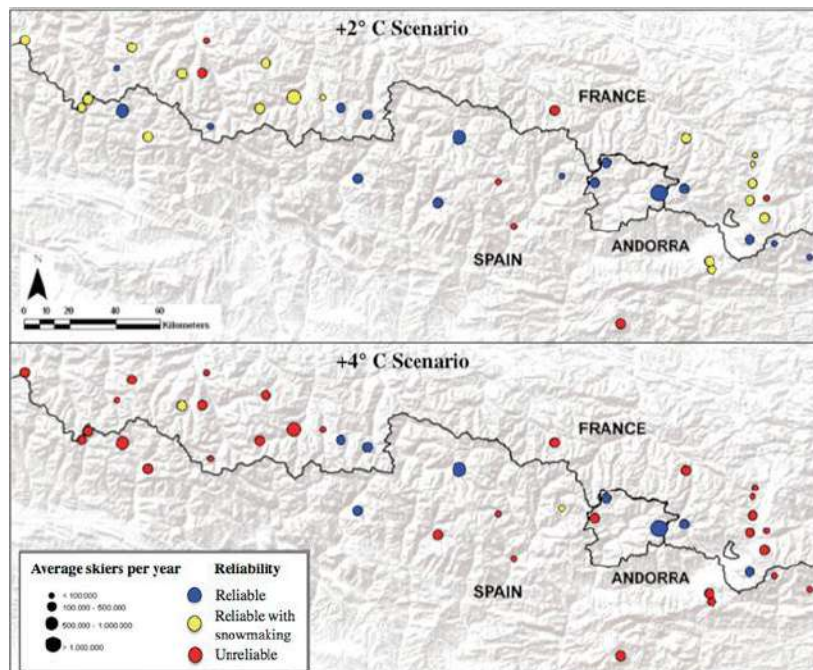 +2° C Scenario
FRANCE
SPAIN
ANDORRA
N
0 10 20 40 60
Kilometers
+4° C Scenario
FRANCE
SPAIN
ANDORRA
Average skiers per year
< 100.000
100.000 - 500.000
500.000 - 1.000.000
> 1.000.000
Reliability
Reliable
Reliable with
snowmaking
Unreliable